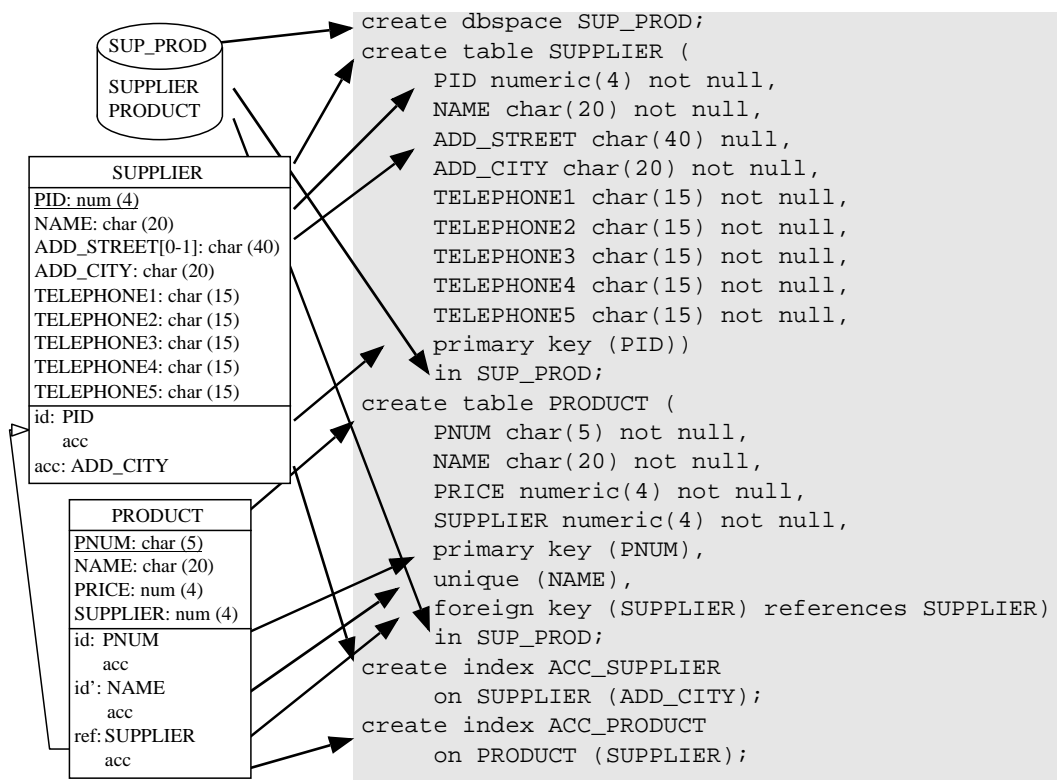 SUP_PROD
SUPPLIER
PRODUCT
SUPPLIER
PID: num (4)
NAME: char (20)
ADD_STREET[0-1]: char (40)
ADD_CITY: char (20)
TELEPHONE1: char (15)
TELEPHONE2: char (15)
TELEPHONE3: char (15)
TELEPHONE4: char (15)
TELEPHONE5: char (15)
id: PID
acc
acc: ADD_CITY
PRODUCT
PNUM: char (5)
NAME: char (20)
PRICE: num (4)
SUPPLIER: num (4)
id: PNUM
acc
id’: NAME
acc
ref: SUPPLIER
acc
create dbspace SUP_PROD;
create table SUPPLIER (
PID numeric(4) not null,
NAME char(20) not null,
ADD_STREET char(40) null,
ADD_CITY char(20) not null,
TELEPHONE1 char(15) not null,
TELEPHONE2 char(15) not null,
TELEPHONE3 char(15) not null,
TELEPHONE4 char(15) not null,
TELEPHONE5 char(15) not null,
primary key (PID))
in SUP_PROD;
create table PRODUCT (
PNUM char(5) not null,
NAME char(20) not null,
PRICE numeric(4) not null,
SUPPLIER numeric(4) not null,
primary key (PNUM),
unique (NAME),
foreign key (SUPPLIER) references SUPPLIER)
in SUP_PROD;
create index ACC_SUPPLIER
on SUPPLIER (ADD_CITY);
create index ACC_PRODUCT
on PRODUCT (SUPPLIER);